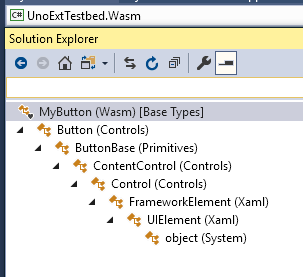 UnoExtTestbed.Wasm
Solution Explorer
MyButton (Wasm) [Base Types]
Button (Controls)
ButtonBase (Primitives)
ContentControl (Controls)
Control (Controls)
FrameworkElement (Xaml)
UIElement (Xaml)
object (System)